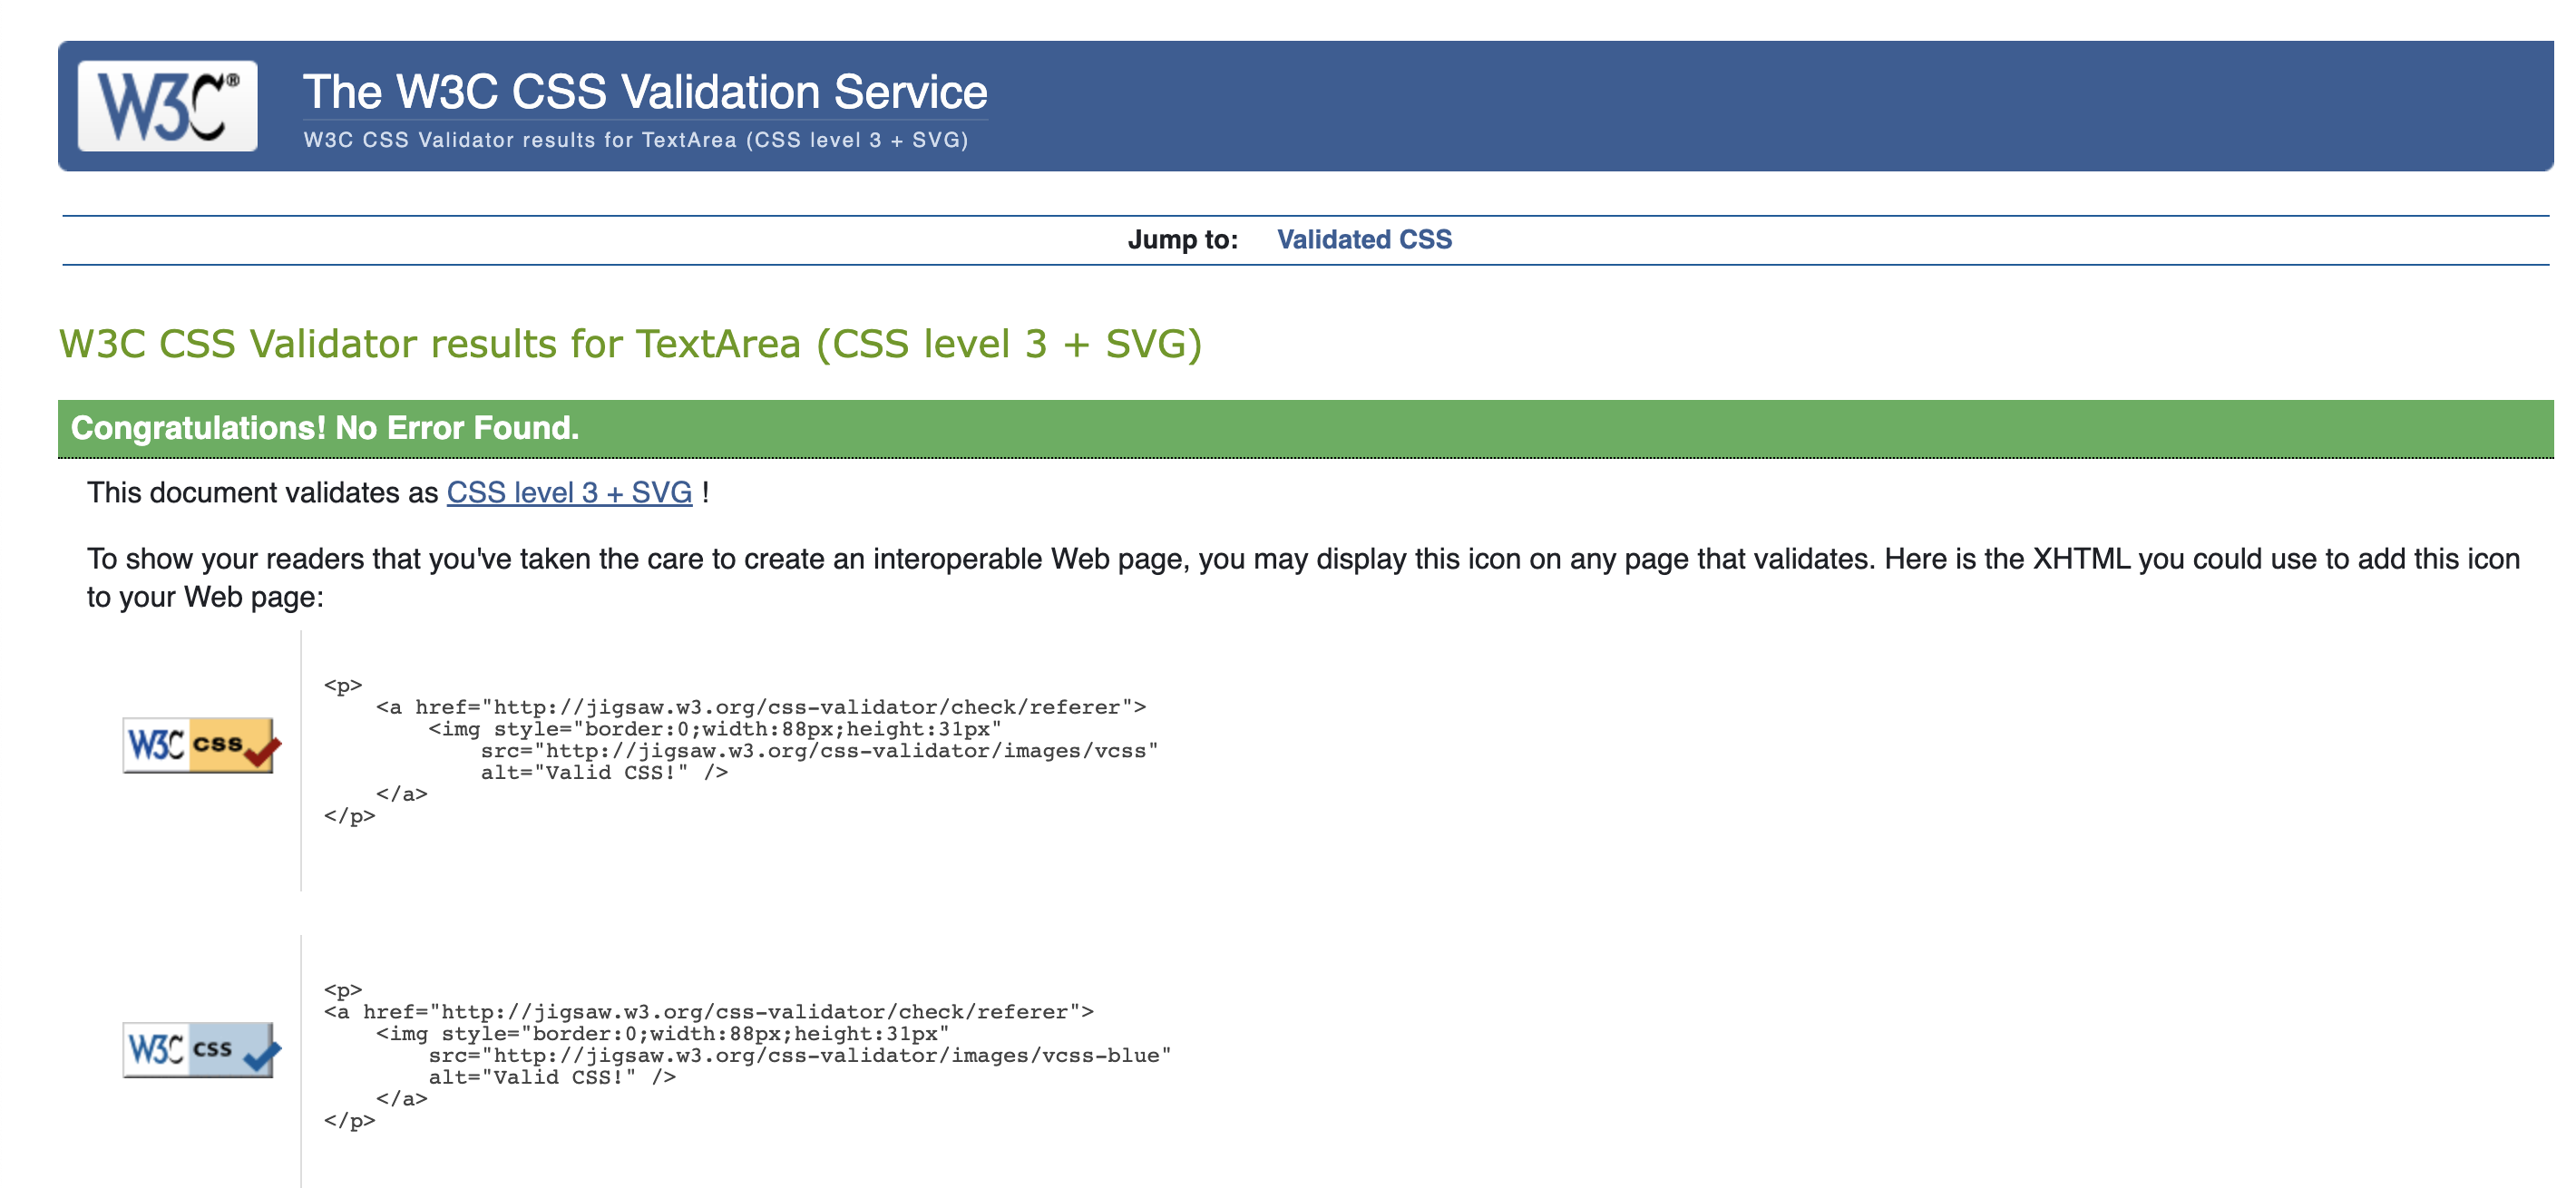 W3C®
The W3C CSS Validation Service
W3C CSS Validator results for TextArea (CSS level 3 + SVG)
Jump to: Validated CSS
W3C CSS Validator results for TextArea (CSS level 3 + SVG)
Congratulations! No Error Found.
This document validates as CSS level 3 + SVG !
To show your readers that you've taken the care to create an interoperable Web page, you may display this icon on any page that validates. Here is the XHTML you could use to add this icon
to your Web page:
W3C css
<p>
    <a href="http://jigsaw.w3.org/css-validator/check/referer">
        <img style="border:0;width:88px;height:31px"
            src="http://jigsaw.w3.org/css-validator/images/vcss"
            alt="Valid CSS!" />
    </a>
</p>
W3C css
<p>
<a href="http://jigsaw.w3.org/css-validator/check/referer">
    <img style="border:0;width:88px;height:31px"
        src="http://jigsaw.w3.org/css-validator/images/vcss-blue"
        alt="Valid CSS!" />
    </a>
</p>